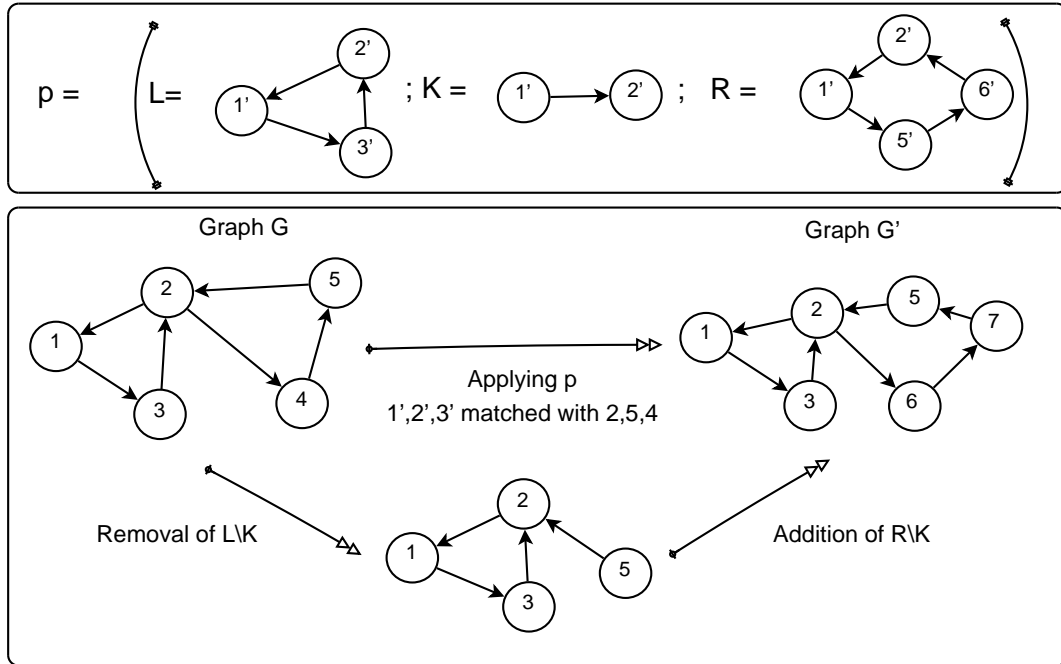 p = L= 1' 2' 3' ; K = 1' 2' ; R = 1' 2' 5' 6'
Graph G
Graph G'
1 2 3 4 5
Applying p
1',2',3' matched with 2,5,4
1 2 3 5 6 7
Removal of L\K
1 2 3 5
Addition of R\K